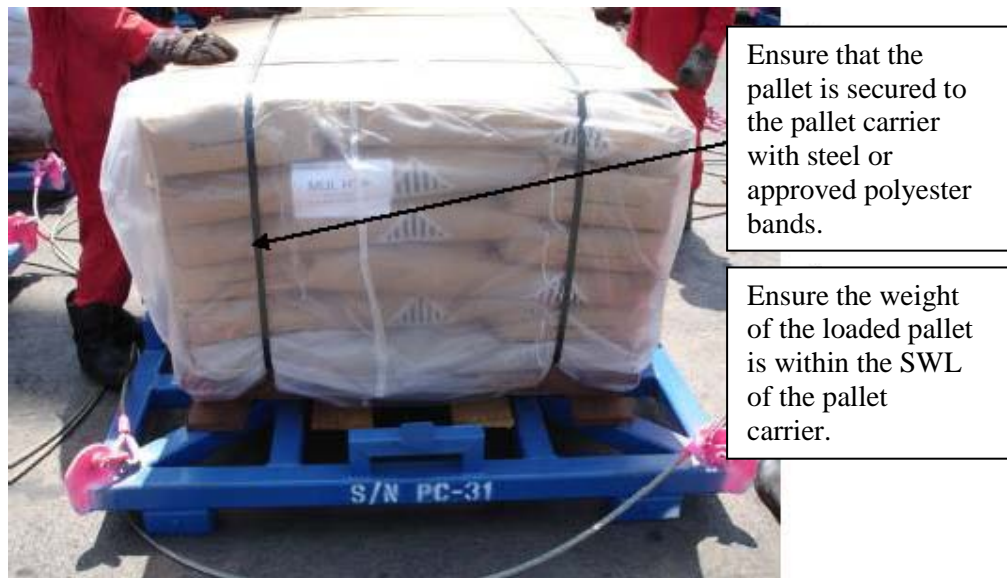 Ensure that the
pallet is secured to
the pallet carrier
with steel or
approved polyester
bands.
Ensure the weight
of the loaded pallet
is within the SWL
of the pallet
carrier.
S/N PC-31